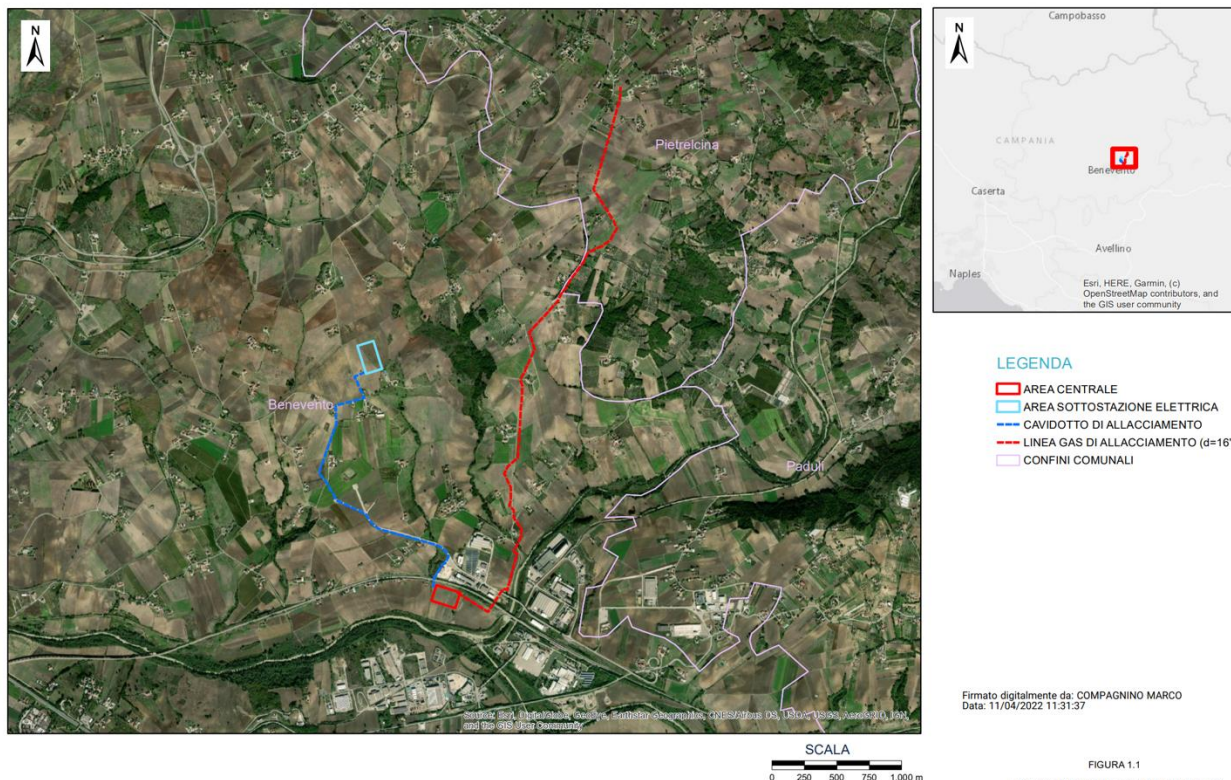 N
Pietrelcina
Benevento
Paduli
Source: Esri, DigitalGlobe, GeoEye, Earthstar Geographics, CNES/Airbus DS, USDA, USGS, AeroGRID, IGN,
and the GIS User Community
N
Campobasso
CAMPANIA
Benevento
Caserta
Avellino
Naples
Esri, HERE, Garmin, (c)
OpenStreetMap contributors, and
the GIS user community
LEGENDA
AREA CENTRALE
AREA SOTTOSTAZIONE ELETTRICA
CAVIDOTTO DI ALLACCIAMENTO
LINEA GAS DI ALLACCIAMENTO (d=16"
CONFINI COMUNALI
Firmato digitalmente da: COMPAGNINO MARCO
Data: 11/04/2022 11:31:37
SCALA
0 250 500 750 1.000 m
FIGURA 1.1